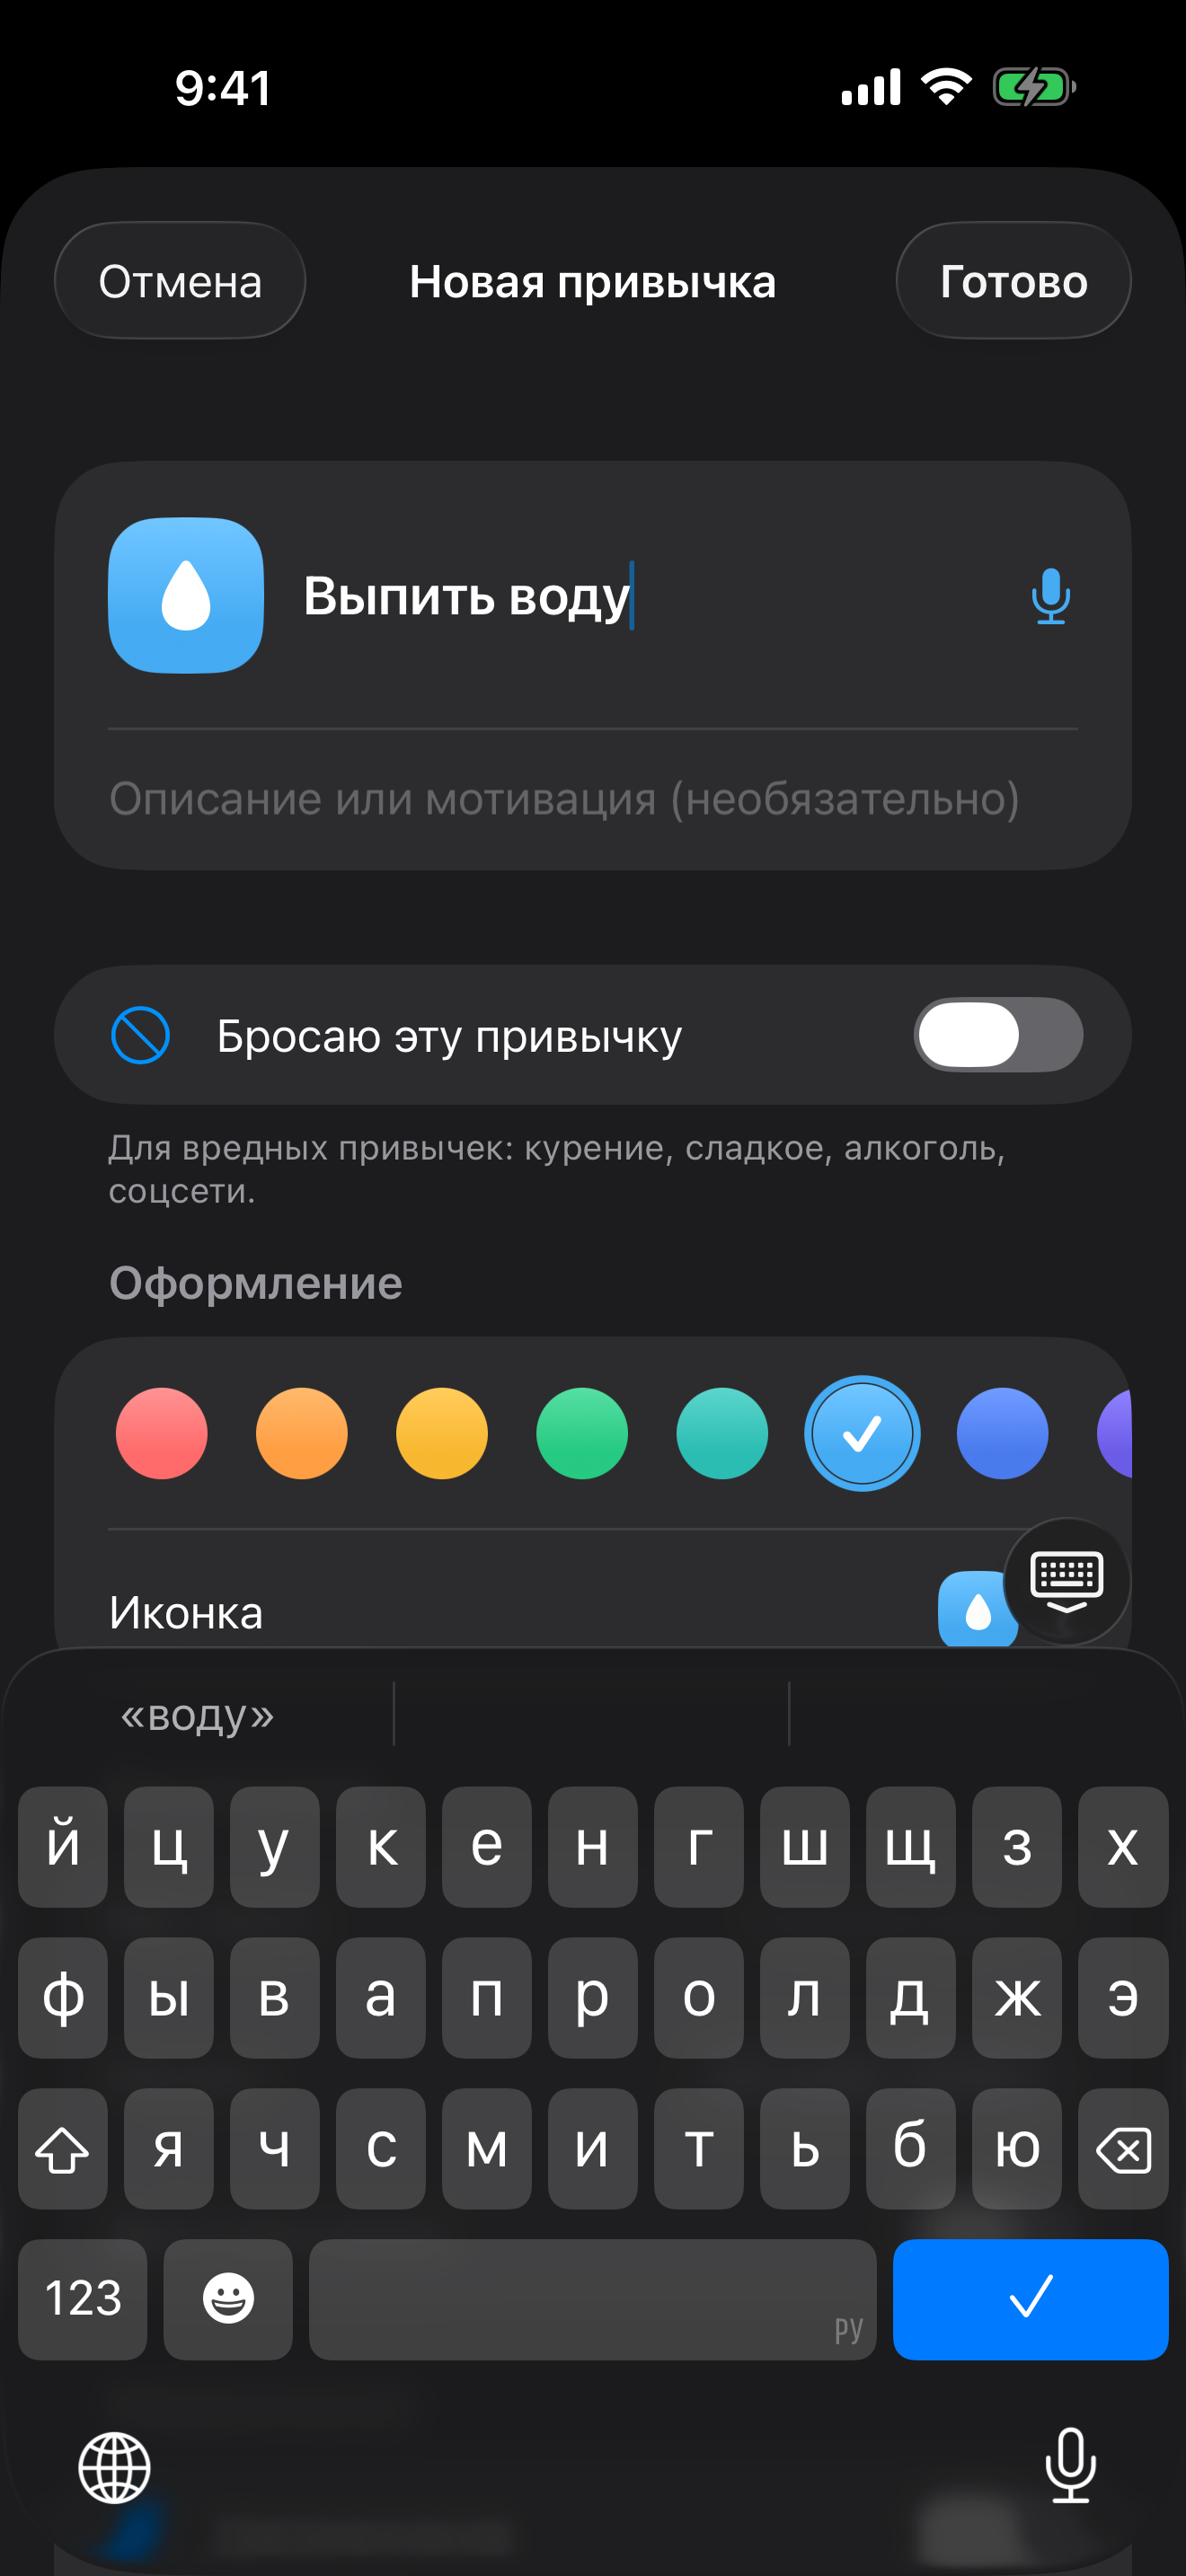 9:41
Отмена
Новая привычка
Готово
Выпить воду
Описание или мотивация (необязательно)
Бросаю эту привычку
Для вредных привычек: курение, сладкое, алкоголь,
соцсети.
Оформление
Иконка
«воду»
й ц у к е н г ш щ з х
ф ы в а п р о л д ж э
я ч с м и т ь б ю
123
РУ